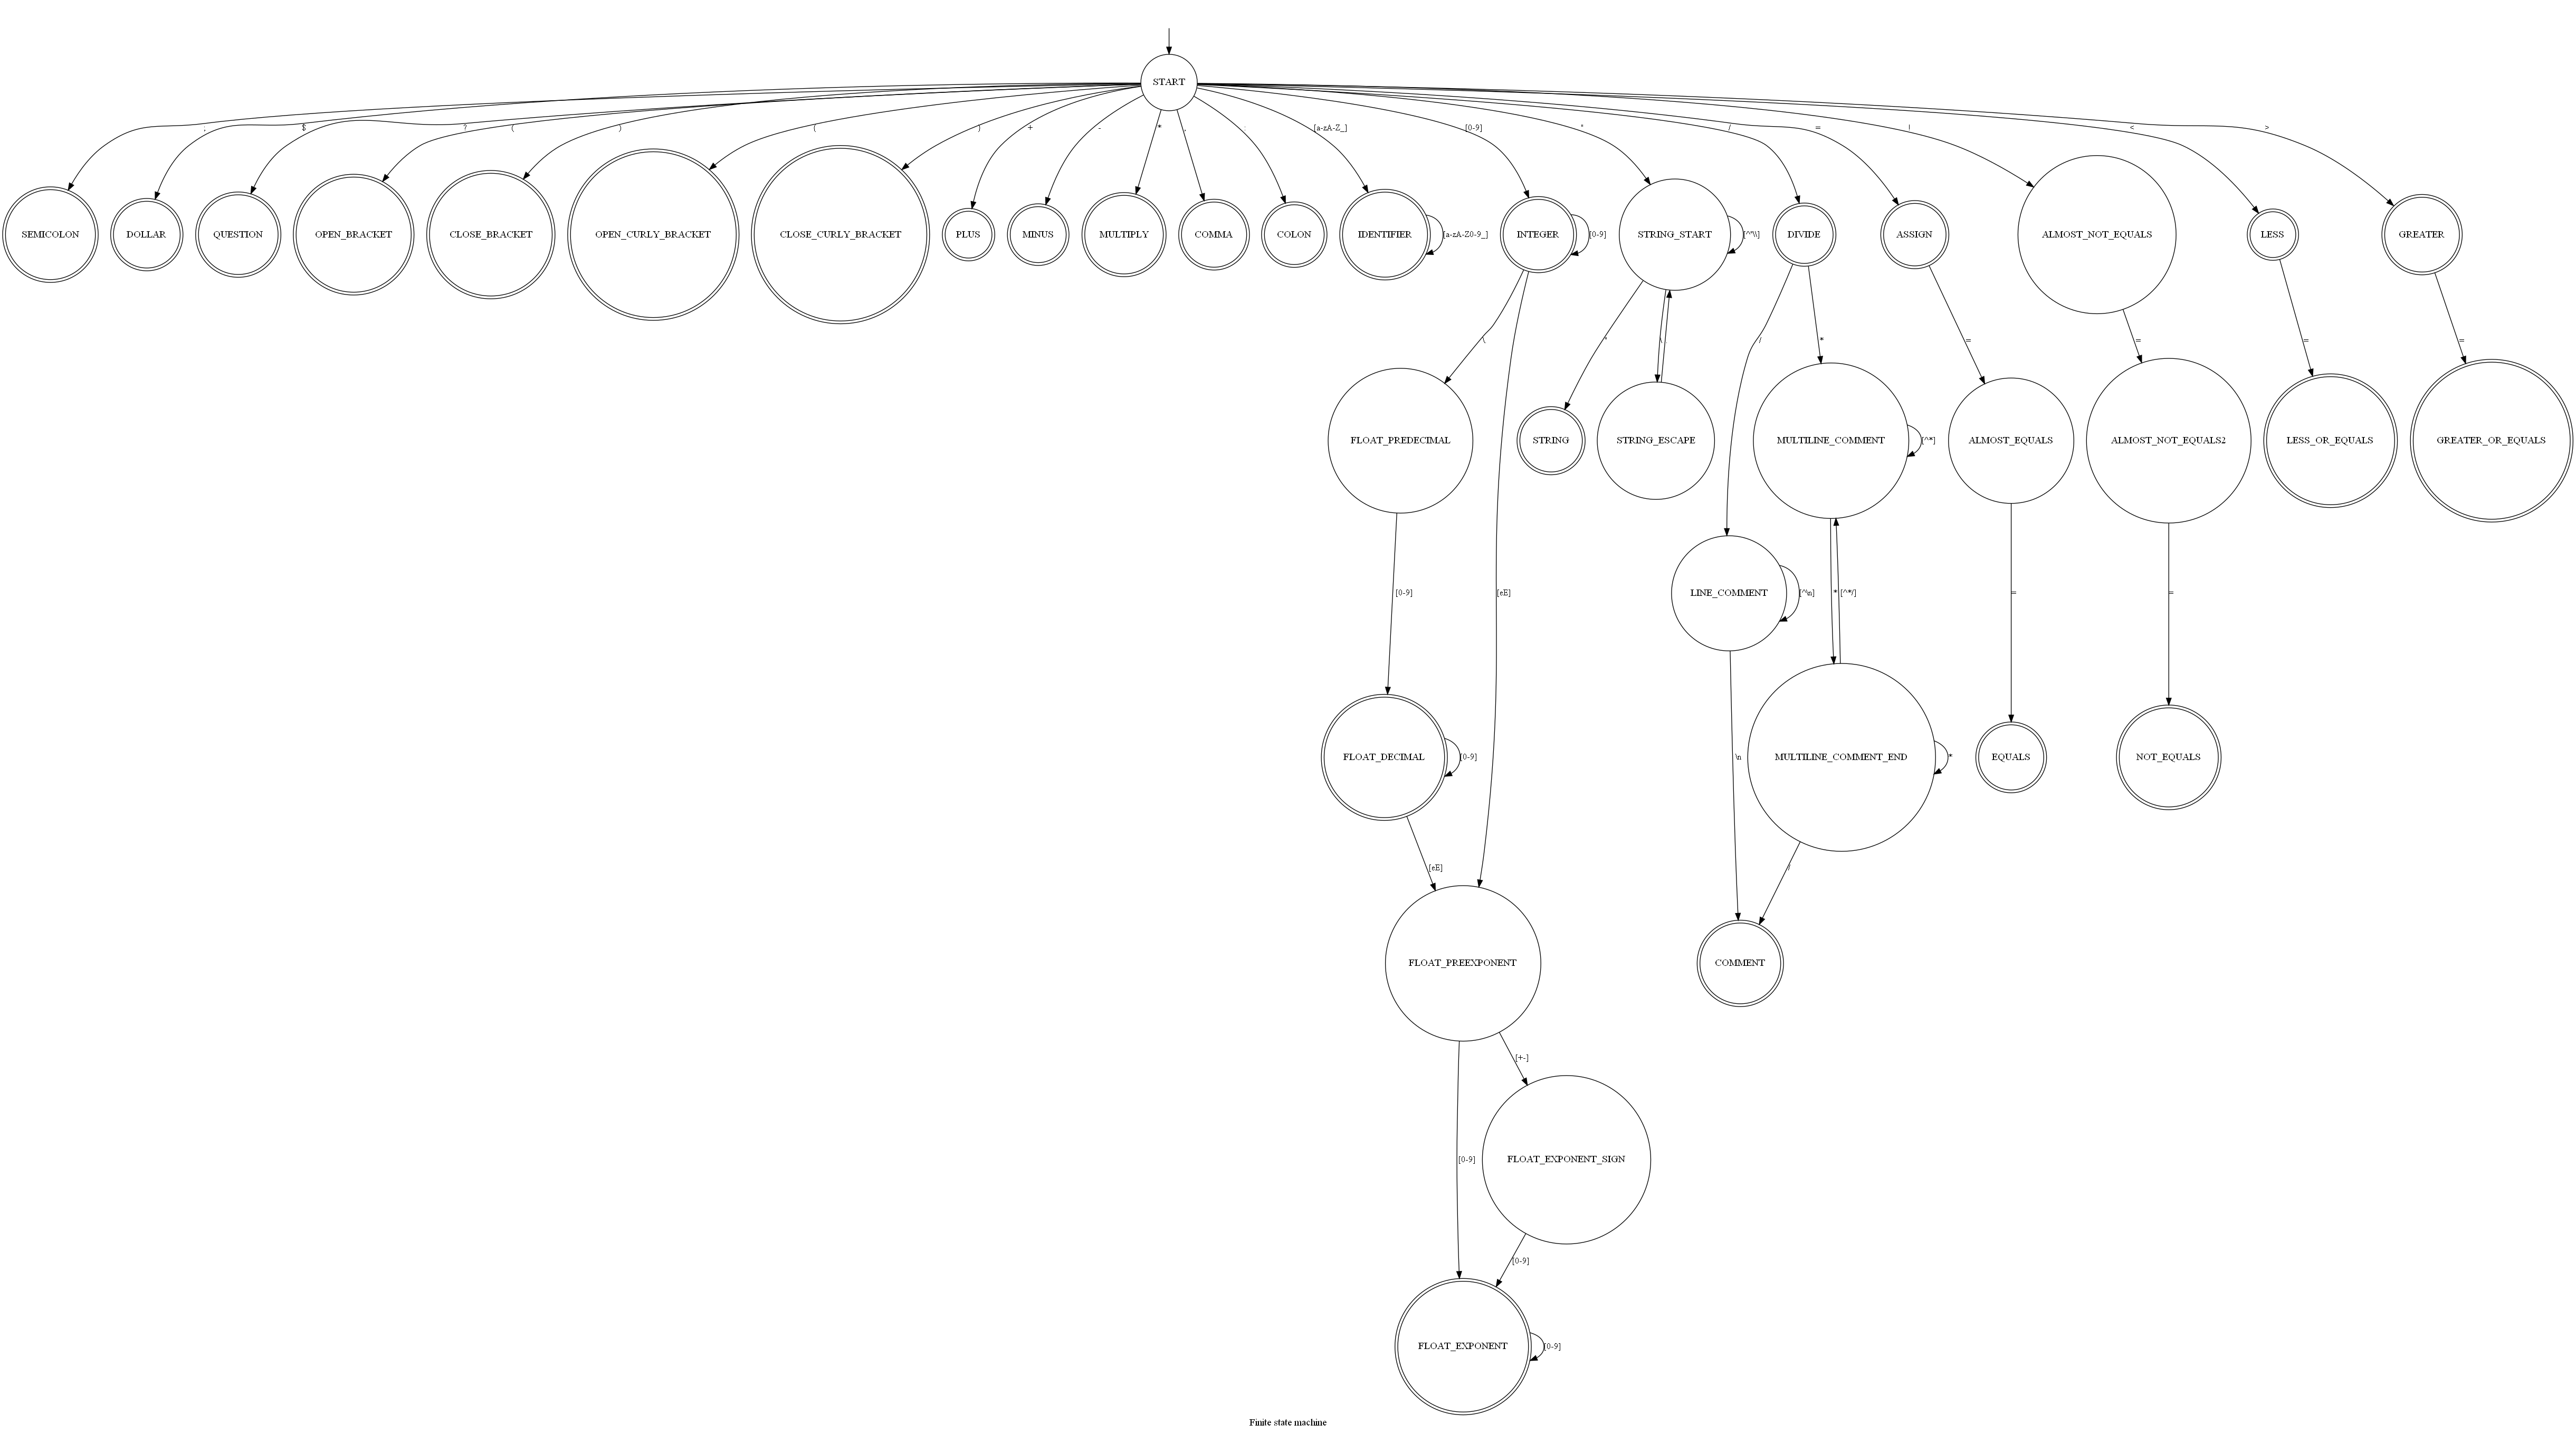 START
;
$
?
(
)
{
}
+
-
*
,
[a-zA-Z_]
[0-9]
"
/
=
!
<
>
SEMICOLON
DOLLAR
QUESTION
OPEN_BRACKET
CLOSE_BRACKET
OPEN_CURLY_BRACKET
CLOSE_CURLY_BRACKET
PLUS
MINUS
MULTIPLY
COMMA
COLON
IDENTIFIER
[a-zA-Z0-9_]
INTEGER
[0-9]
STRING_START
[^"\\]
DIVIDE
ASSIGN
ALMOST_NOT_EQUALS
LESS
GREATER
\
"
\
/
*
=
=
=
=
FLOAT_PREDECIMAL
STRING
STRING_ESCAPE
MULTILINE_COMMENT
[^*]
ALMOST_EQUALS
ALMOST_NOT_EQUALS2
LESS_OR_EQUALS
GREATER_OR_EQUALS
[0-9]
[eE]
LINE_COMMENT
[^\n]
*
[^*/]
=
=
FLOAT_DECIMAL
[0-9]
\n
MULTILINE_COMMENT_END
*
EQUALS
NOT_EQUALS
[eE]
/
FLOAT_PREEXPONENT
COMMENT
[+-]
[0-9]
FLOAT_EXPONENT_SIGN
[0-9]
FLOAT_EXPONENT
[0-9]
Finite state machine